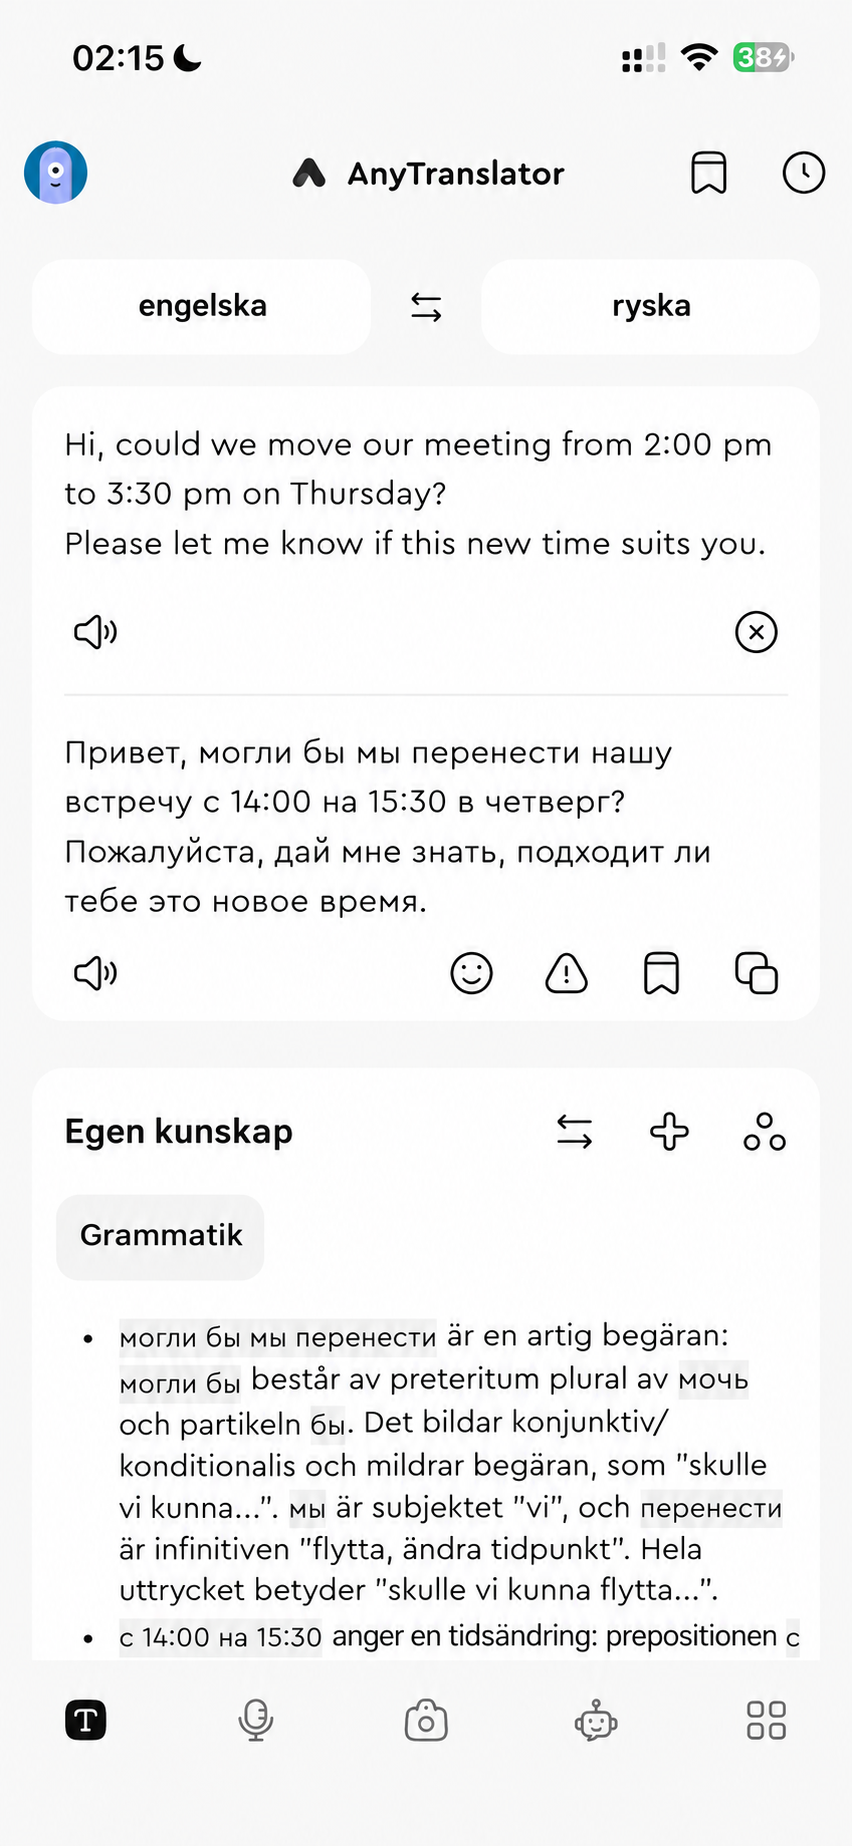 02:15
38
AnyTranslator
engelska
ryska
Hi, could we move our meeting from 2:00 pm
to 3:30 pm on Thursday?
Please let me know if this new time suits you.
Привет, могли бы мы перенести нашу
встречу с 14:00 на 15:30 в четверг?
Пожалуйста, дай мне знать, подходит ли
тебе это новое время.
Egen kunskap
Grammatik
• могли бы мы перенести är en artig begäran:
могли бы består av preteritum plural av мочь
och partikeln бы. Det bildar konjunktiv/
konditionalis och mildrar begäran, som ”skulle
vi kunna...”. мы är subjektet ”vi”, och перенести
är infinitiven ”flytta, ändra tidpunkt”. Hela
uttrycket betyder ”skulle vi kunna flytta...”.
• с 14:00 на 15:30 anger en tidsändring: prepositionen с
T